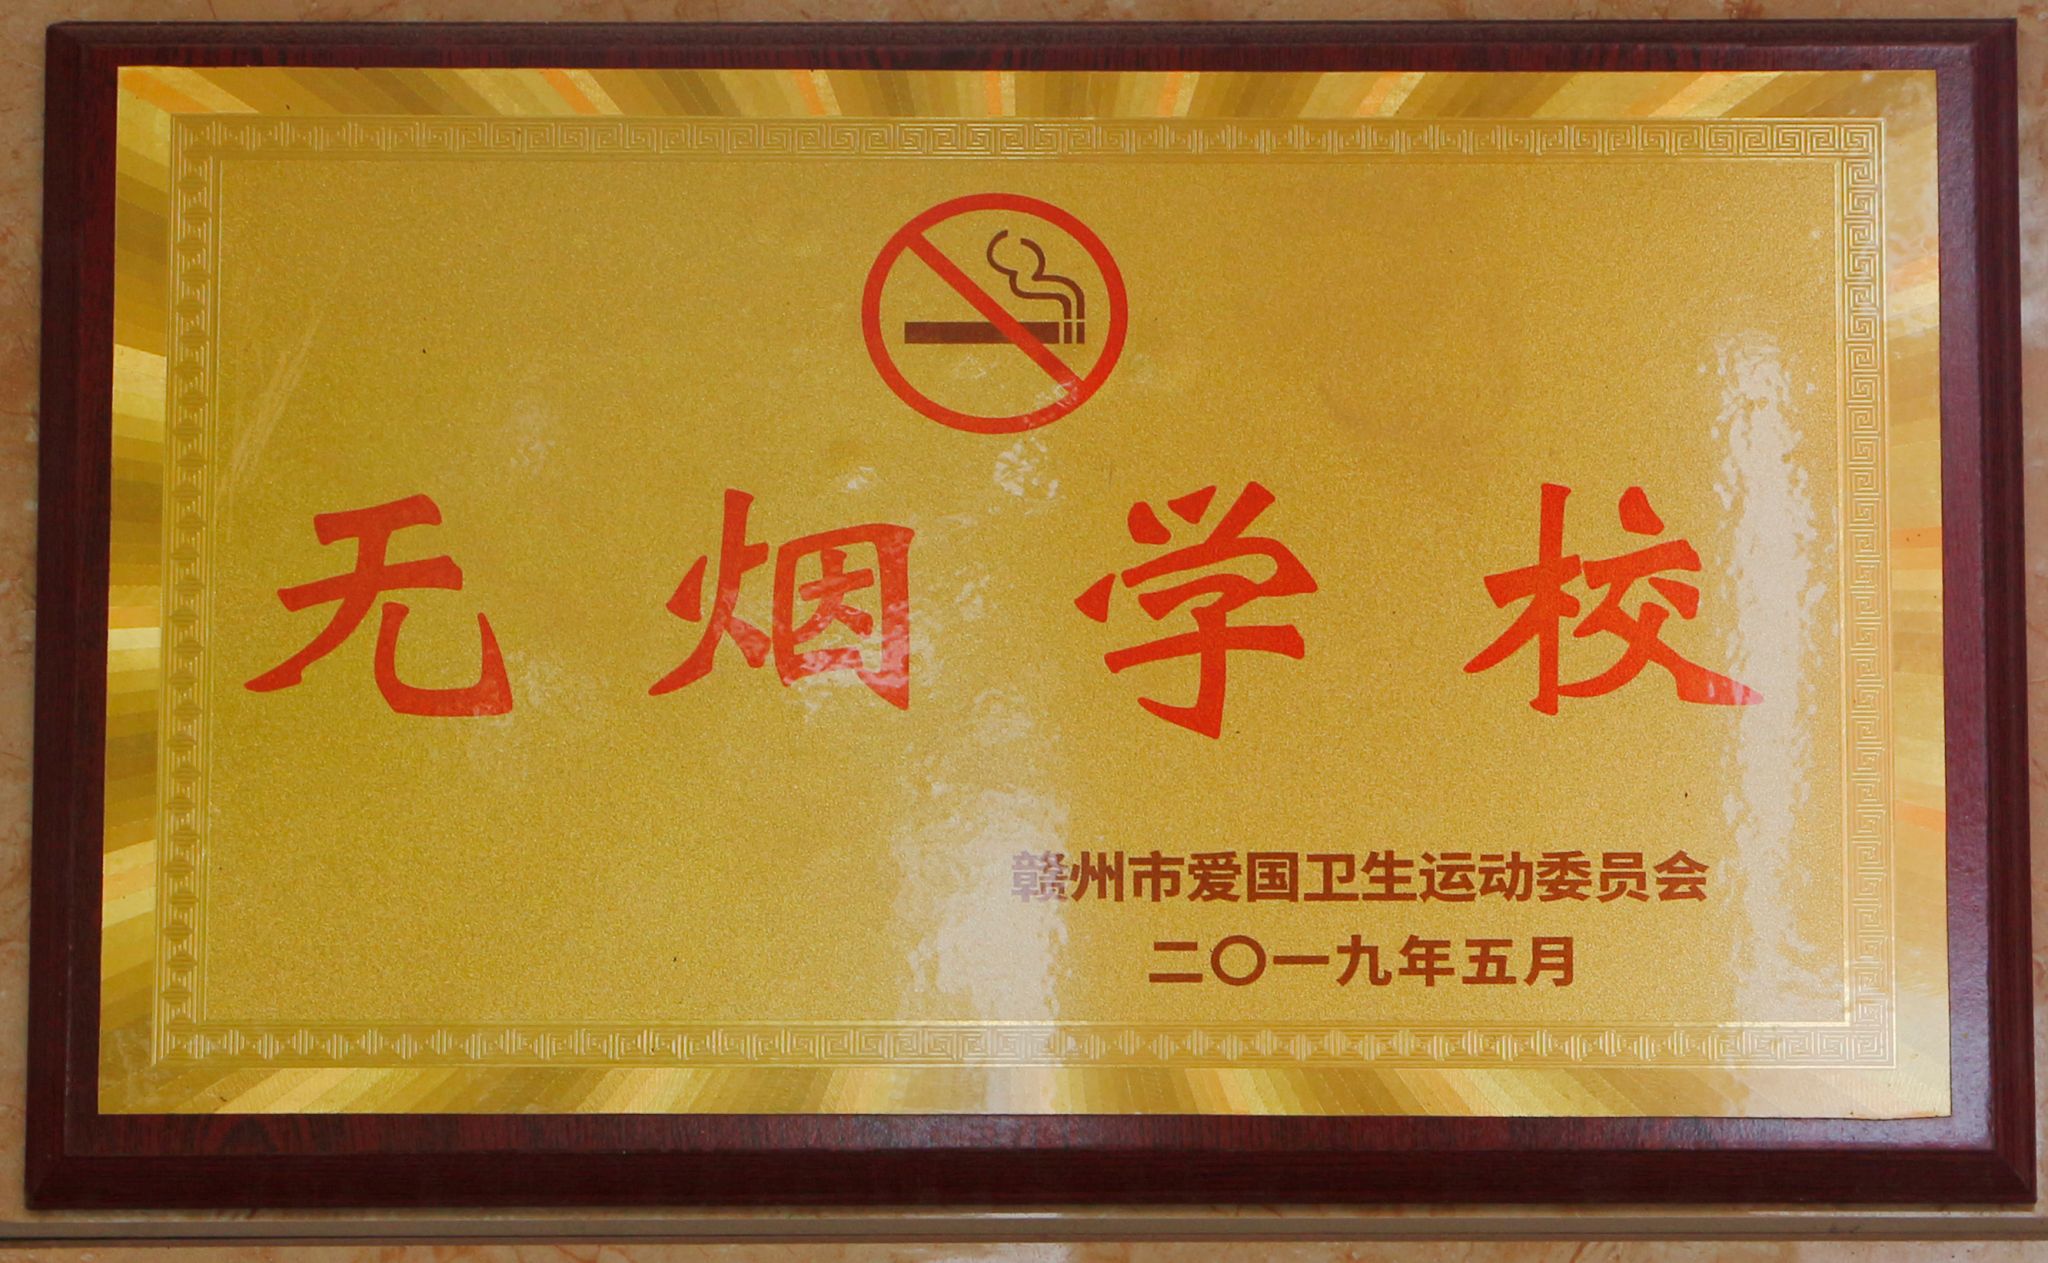 无烟学校
赣州市爱国卫生运动委员会
二〇一九年五月